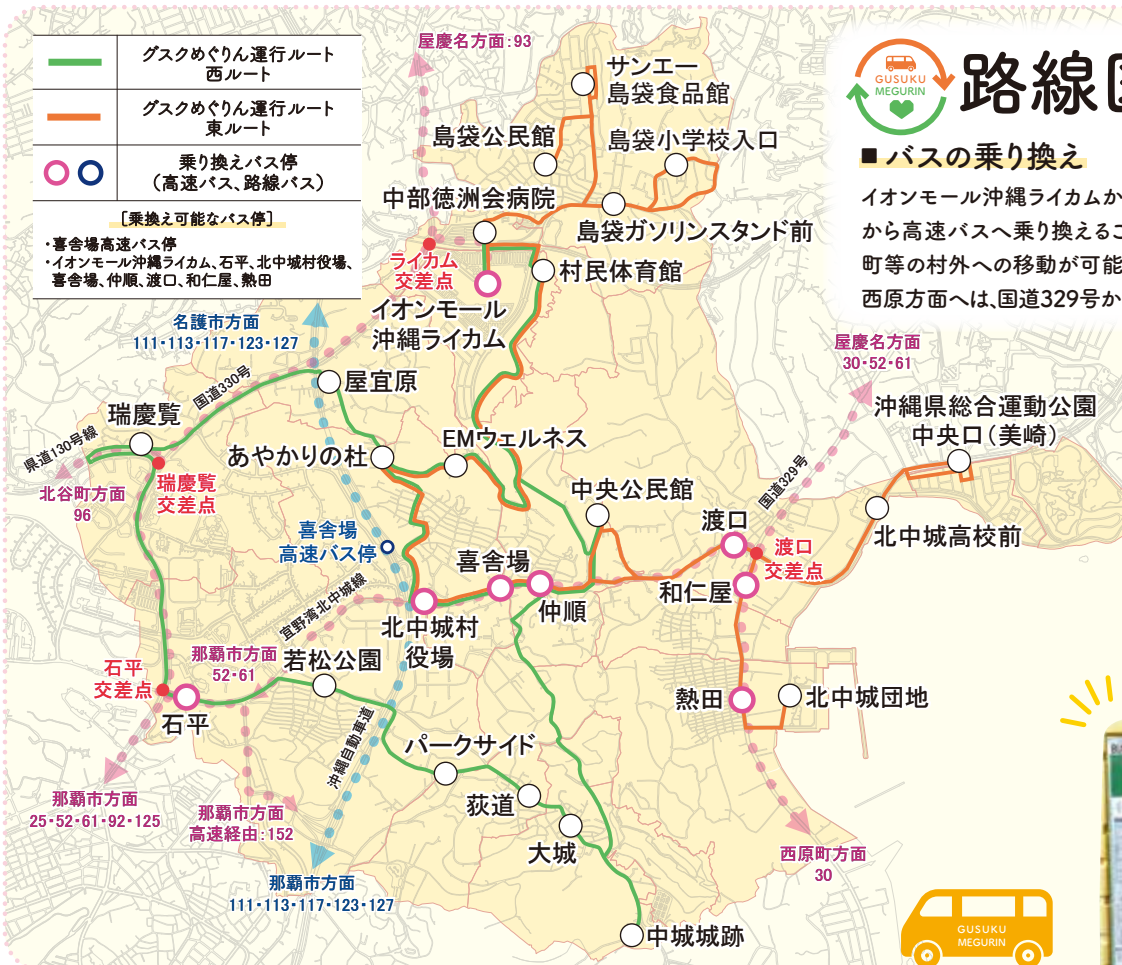 グスクめぐりん運行ルート
西ルート
グスクめぐりん運行ルート
東ルート
乗り換えバス停
(高速バス、路線バス)
［乗換え可能なバス停］
・喜舎場高速バス停
・イオンモール沖縄ライカム、石平、北中城村役場、
喜舎場、仲順、渡口、和仁屋、熱田
GUSUKU
MEGURIN
路線図
■バスの乗り換え
イオンモール沖縄ライカムか
から高速バスへ乗り換えるこ
町等の村外への移動が可能
西原方面へは、国道329号か
屋慶名方面:93
サンエー
島袋食品館
島袋公民館
島袋小学校入口
中部徳洲会病院
島袋ガソリンスタンド前
ライカム
交差点
村民体育館
イオンモール
沖縄ライカム
名護市方面
111・113・117・123・127
屋慶名方面
30・52・61
国道330号
屋宜原
瑞慶覧
沖縄県総合運動公園
中央口(美崎)
県道130号線
あやかりの杜
EMウェルネス
北谷町方面
96
瑞慶覧
交差点
中央公民館
国道329号
渡口
北中城高校前
喜舎場
高速バス停
喜舎場
渡口
交差点
和仁屋
仲順
宜野湾北中城線
北中城村
役場
那覇市方面
52・61
若松公園
石平
交差点
石平
熱田
北中城団地
沖縄自動車道
パークサイド
荻道
那覇市方面
25・52・61・92・125
那覇市方面
高速経由:152
大城
西原町方面
30
那覇市方面
111・113・117・123・127
中城城跡
GUSUKU
MEGURIN